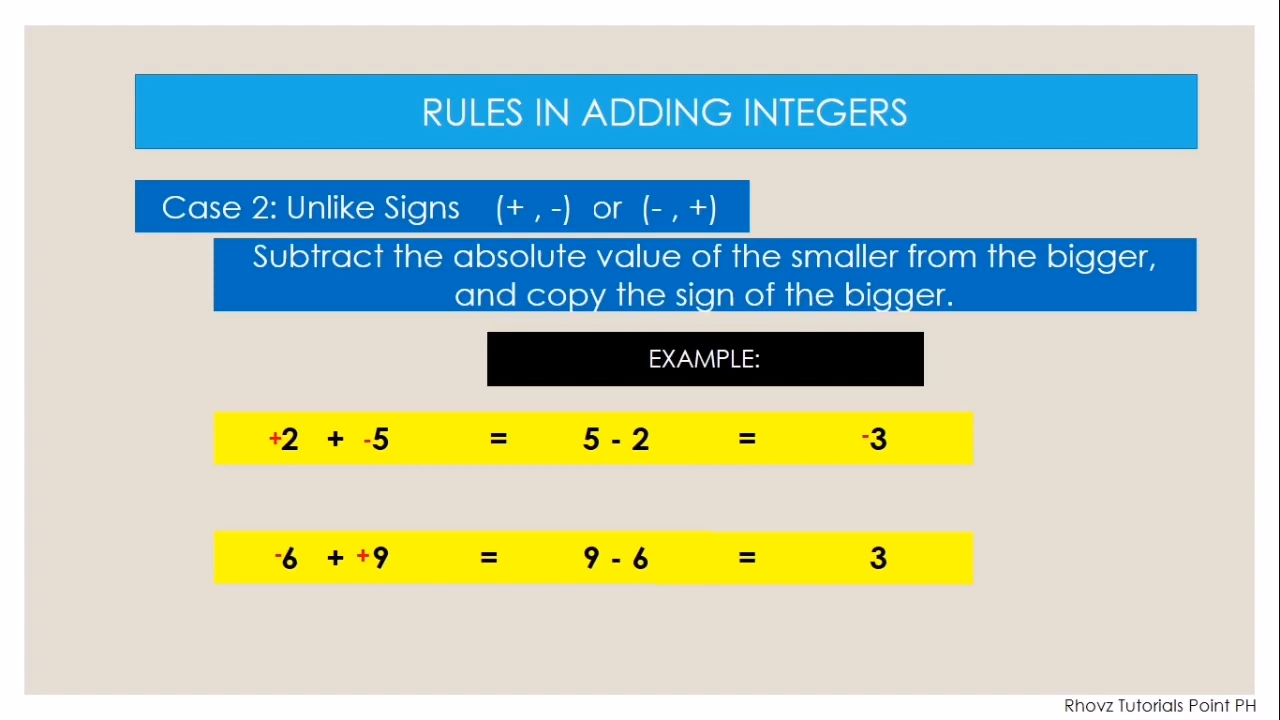 RULES IN ADDING INTEGERS
Case 2: Unlike Signs (+ , -) or (- , +)
Subtract the absolute value of the smaller from the bigger,
and copy the sign of the bigger.
EXAMPLE:
+2 + -5 = 5 - 2 = -3
-6 + +9 = 9 - 6 = 3
Rhovz Tutorials Point PH